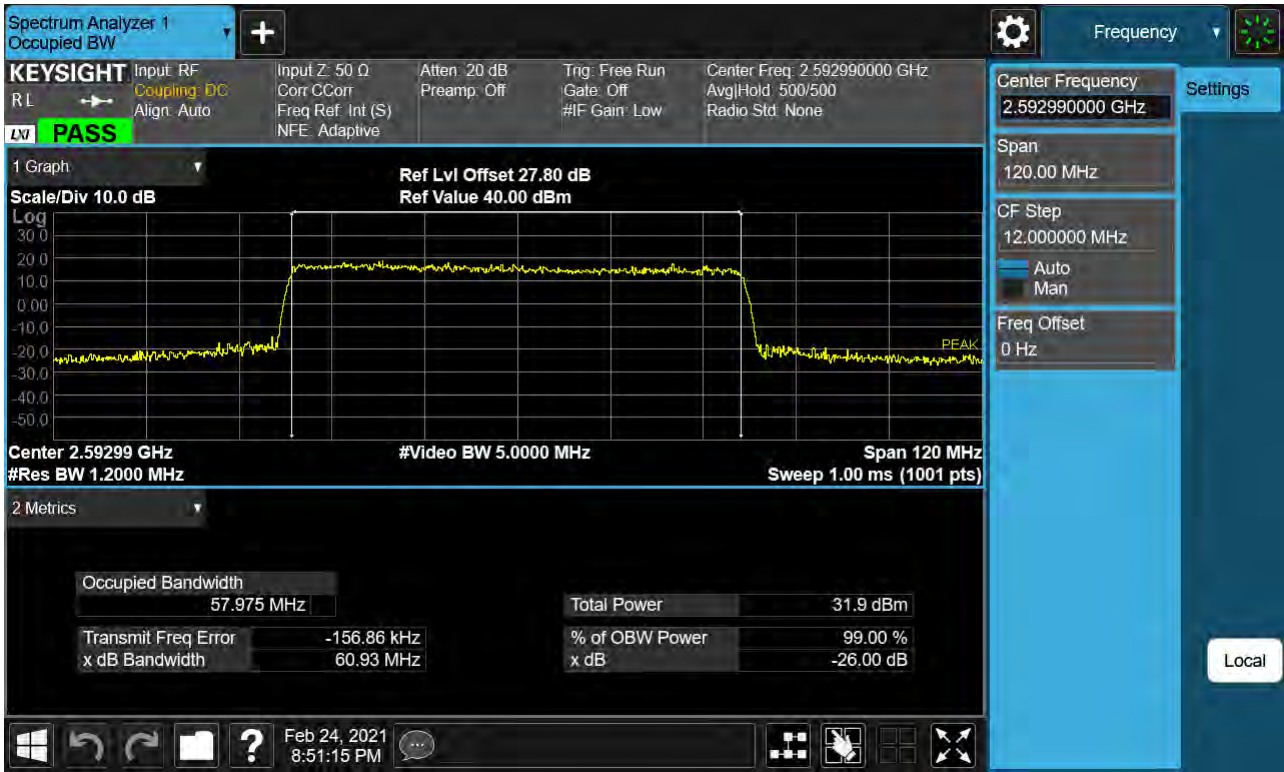 Spectrum Analyzer 1
Occupied BW
+
Frequency
KEYSIGHT
RL
LXI
PASS
Input: RF
Coupling: DC
Align: Auto
Input Z: 50 Ω
Corr CCorr
Freq Ref: Int (S)
NFE: Adaptive
Atten: 20 dB
Preamp: Off
Trig: Free Run
Gate: Off
#IF Gain: Low
Center Freq: 2.592990000 GHz
Avg|Hold: 500/500
Radio Std: None
Center Frequency
2.592990000 GHz
Settings
Span
120.00 MHz
CF Step
12.000000 MHz
Auto
Man
Freq Offset
0 Hz
Local
1 Graph
Scale/Div 10.0 dB
Ref Lvl Offset 27.80 dB
Ref Value 40.00 dBm
Log
30.0
20.0
10.0
0.00
-10.0
-20.0
-30.0
-40.0
-50.0
PEAK
Center 2.59299 GHz
#Video BW 5.0000 MHz
Span 120 MHz
#Res BW 1.2000 MHz
Sweep 1.00 ms (1001 pts)
2 Metrics
Occupied Bandwidth
57.975 MHz
Total Power 31.9 dBm
Transmit Freq Error -156.86 kHz
% of OBW Power 99.00 %
x dB Bandwidth 60.93 MHz
x dB -26.00 dB
?
Feb 24, 2021
8:51:15 PM